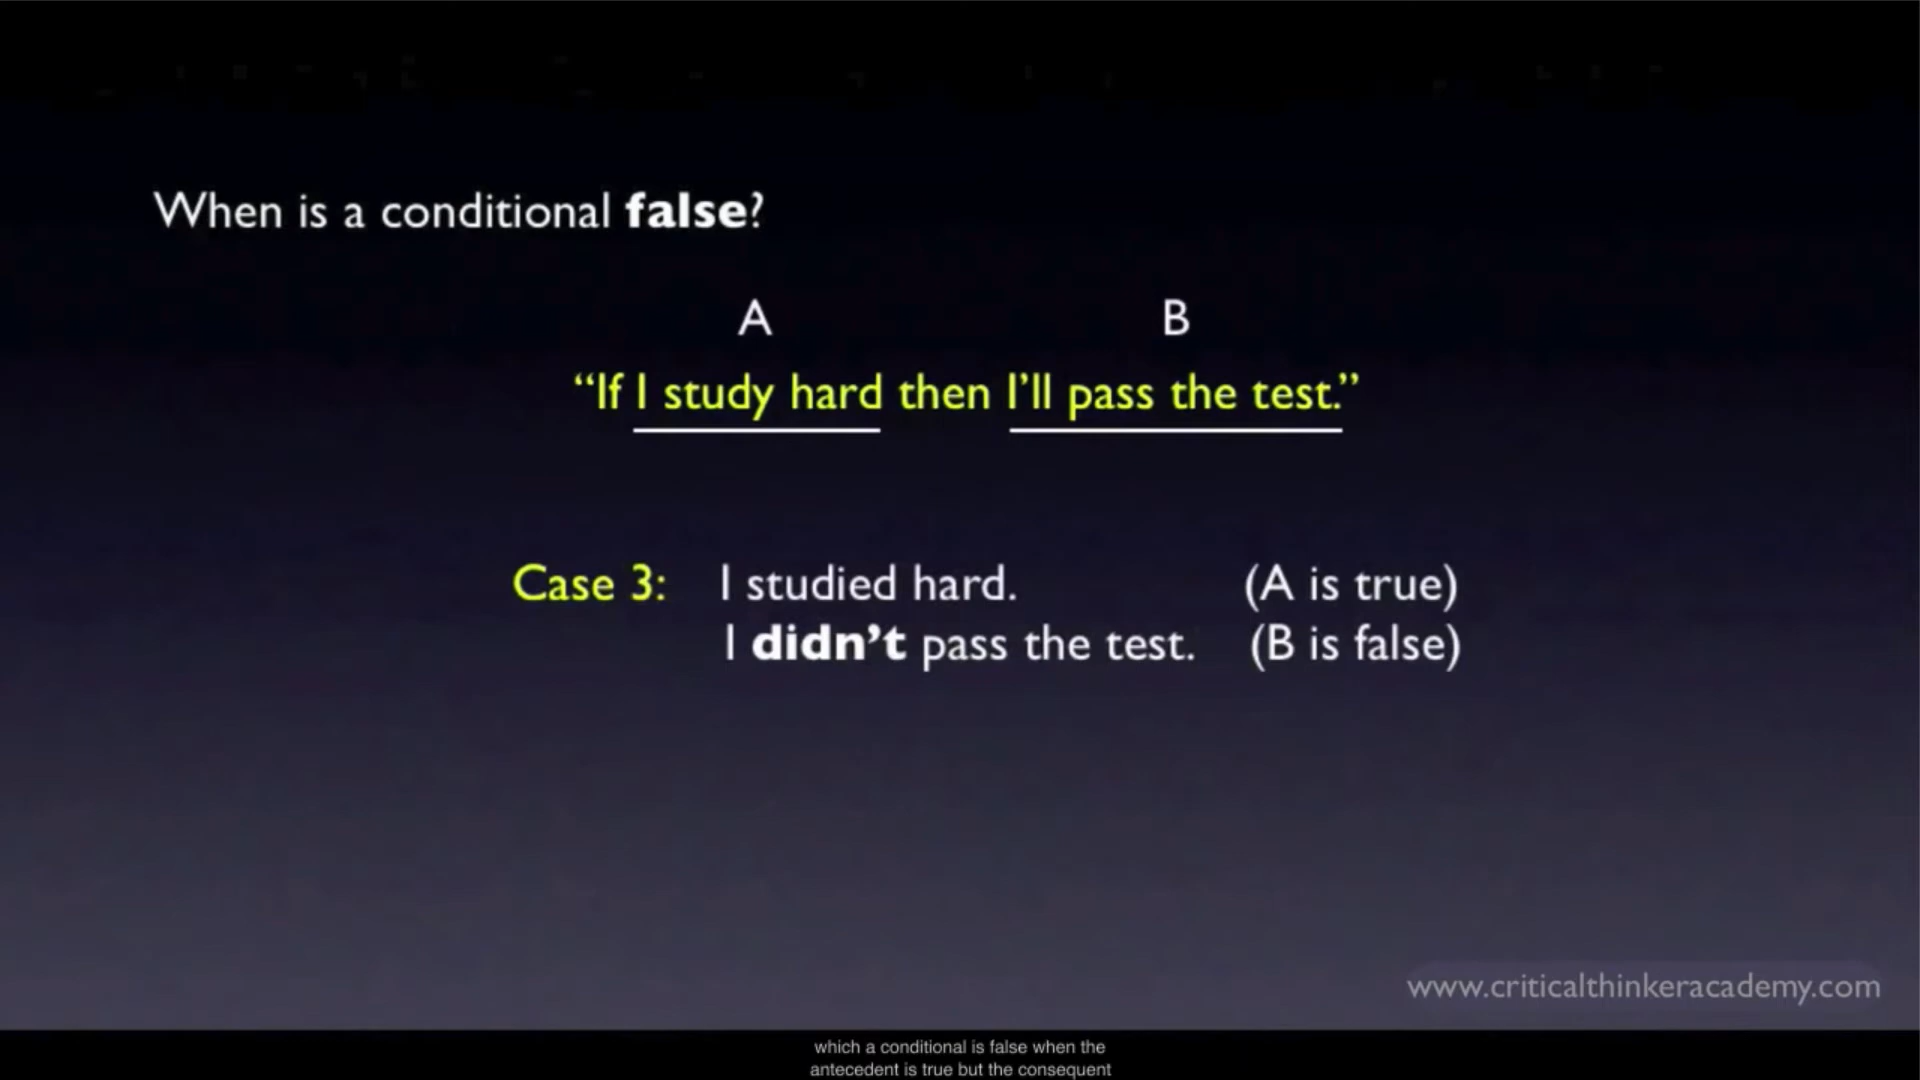 When is a conditional false?
A B
“If I study hard then I’ll pass the test.”
Case 3: I studied hard. (A is true)
I didn’t pass the test. (B is false)
www.criticalthinkeracademy.com
which a conditional is false when the
antecedent is true but the consequent